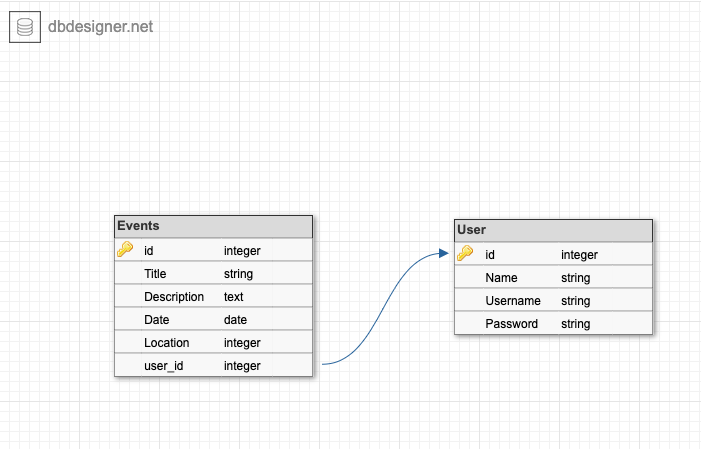 dbdesigner.net
Events
id integer
Title string
Description text
Date date
Location integer
user_id integer
User
id integer
Name string
Username string
Password string